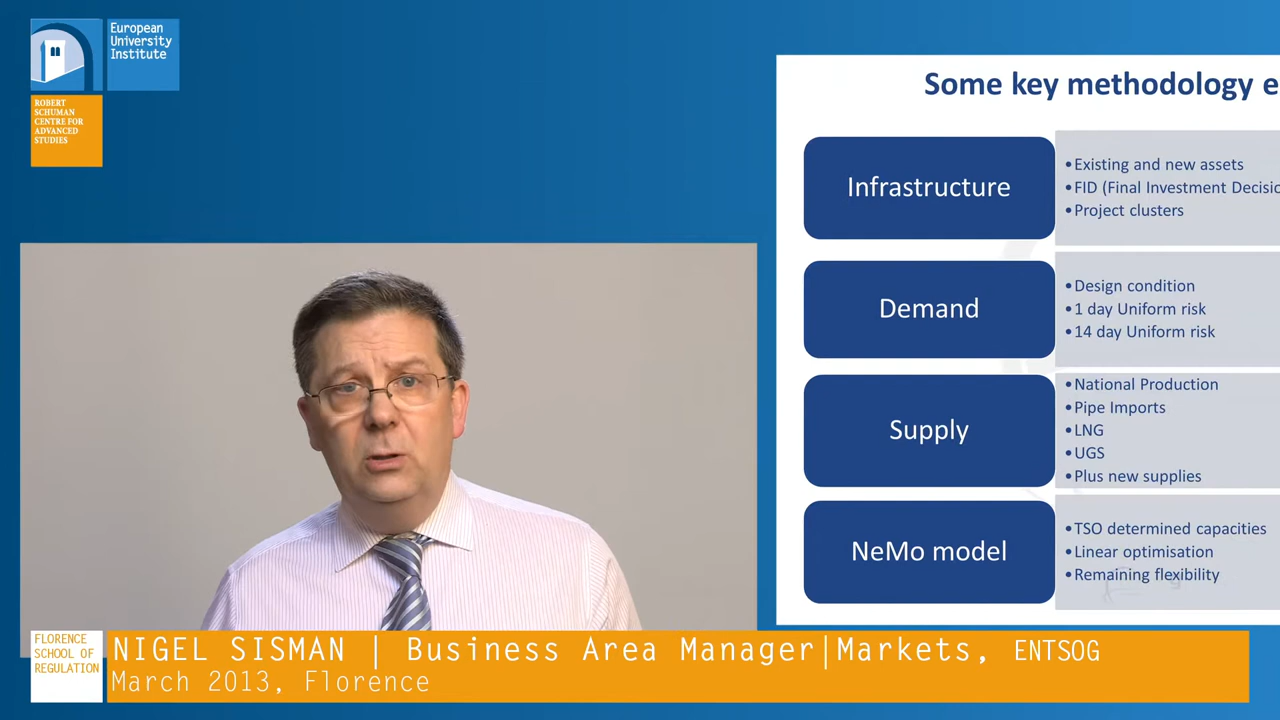 European
University
Institute
ROBERT
SCHUMAN
CENTRE FOR
ADVANCED
STUDIES
Some key methodology e
Infrastructure
•Existing and new assets
•FID (Final Investment Decisio
•Project clusters
Demand
•Design condition
•1 day Uniform risk
•14 day Uniform risk
Supply
•National Production
•Pipe Imports
•LNG
•UGS
•Plus new supplies
NeMo model
•TSO determined capacities
•Linear optimisation
•Remaining flexibility
FLORENCE
SCHOOL OF
REGULATION
NIGEL SISMAN | Business Area Manager|Markets, ENTSOG
March 2013, Florence